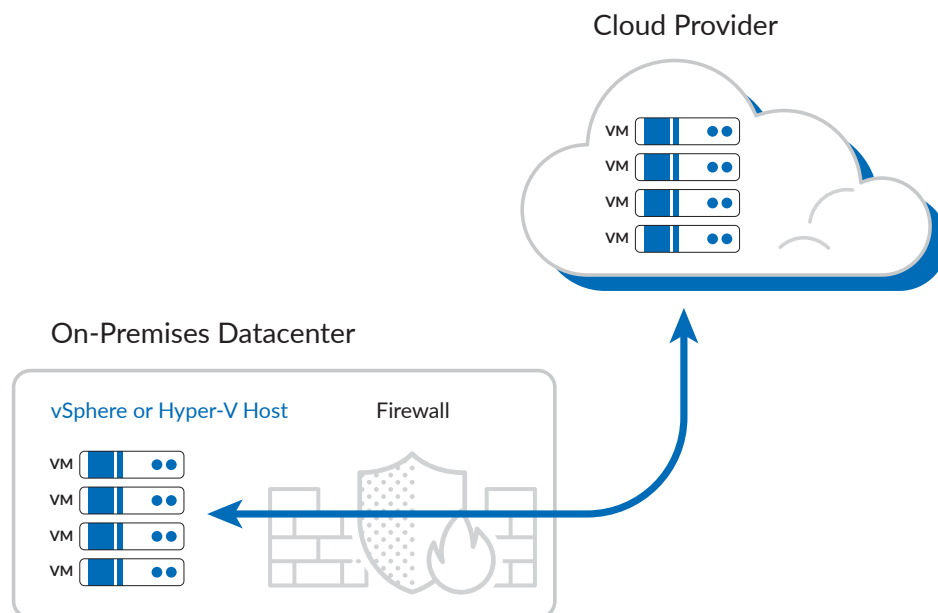 Cloud Provider
VM
VM
VM
VM
On-Premises Datacenter
vSphere or Hyper-V Host
Firewall
VM
VM
VM
VM